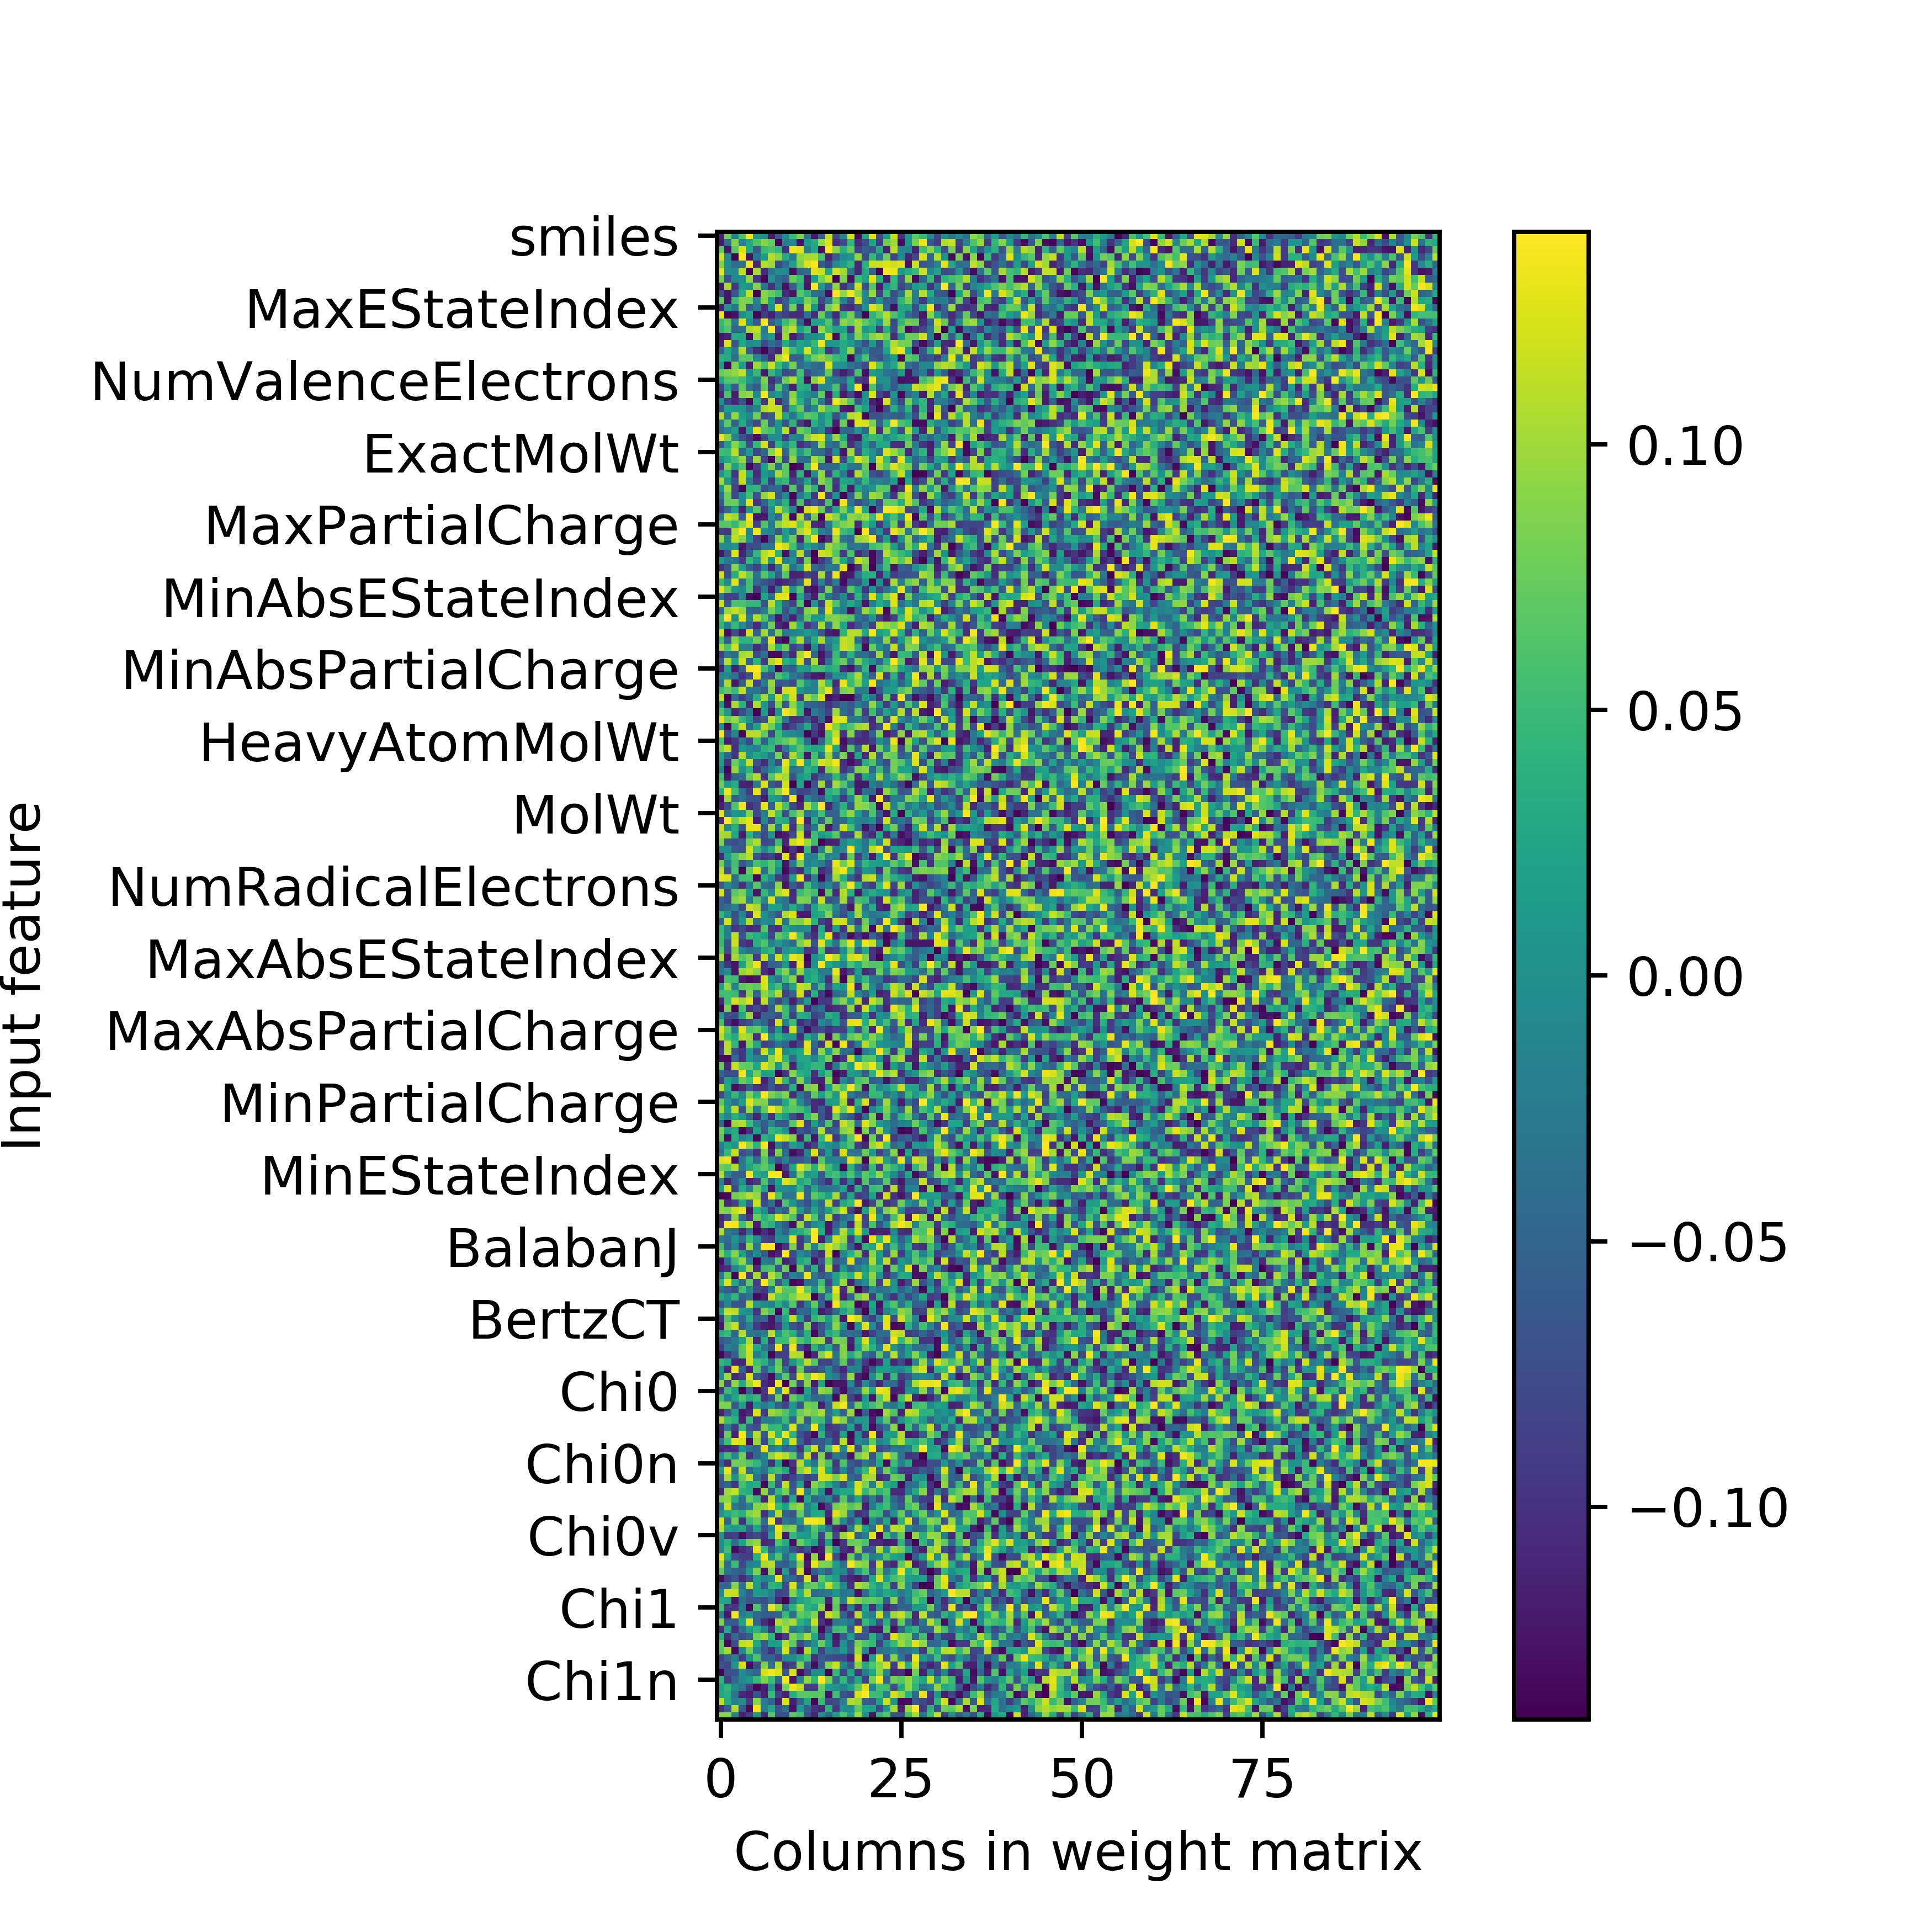 smiles
MaxEStateIndex
NumValenceElectrons
ExactMolWt
MaxPartialCharge
MinAbsEStateIndex
MinAbsPartialCharge
HeavyAtomMolWt
MolWt
NumRadicalElectrons
MaxAbsEStateIndex
MaxAbsPartialCharge
MinPartialCharge
MinEStateIndex
BalabanJ
BertzCT
Chi0
Chi0n
Chi0v
Chi1
Chi1n
Input feature
0 25 50 75
Columns in weight matrix
0.10
0.05
0.00
−0.05
−0.10